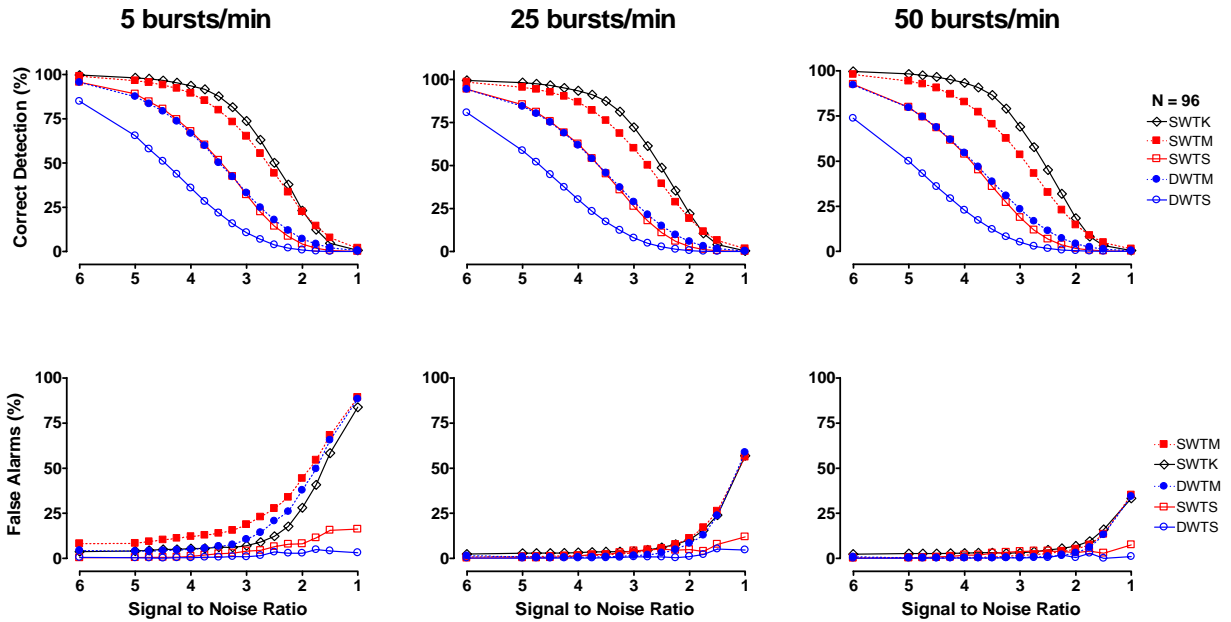 5 bursts/min
25 bursts/min
50 bursts/min
Correct Detection (%)
100
75
50
25
0
6 5 4 3 2 1
100
75
50
25
0
6 5 4 3 2 1
100
75
50
25
0
6 5 4 3 2 1
N = 96
SWTK
SWTM
SWTS
DWTM
DWTS
False Alarms (%)
100
75
50
25
0
6 5 4 3 2 1
Signal to Noise Ratio
100
75
50
25
0
6 5 4 3 2 1
Signal to Noise Ratio
100
75
50
25
0
6 5 4 3 2 1
Signal to Noise Ratio
SWTM
SWTK
DWTM
SWTS
DWTS